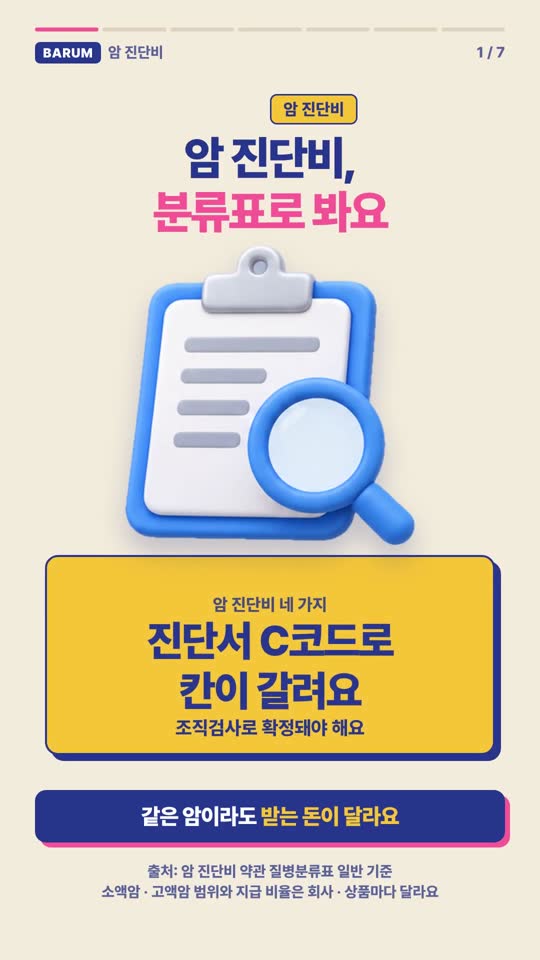 BARUM 암 진단비
1 / 7
암 진단비
암 진단비,
분류표로 봐요
암 진단비 네 가지
진단서 C코드로
칸이 갈려요
조직검사로 확정돼야 해요
같은 암이라도 받는 돈이 달라요
출처: 암 진단비 약관 질병분류표 일반 기준
소액암 · 고액암 범위와 지급 비율은 회사 · 상품마다 달라요